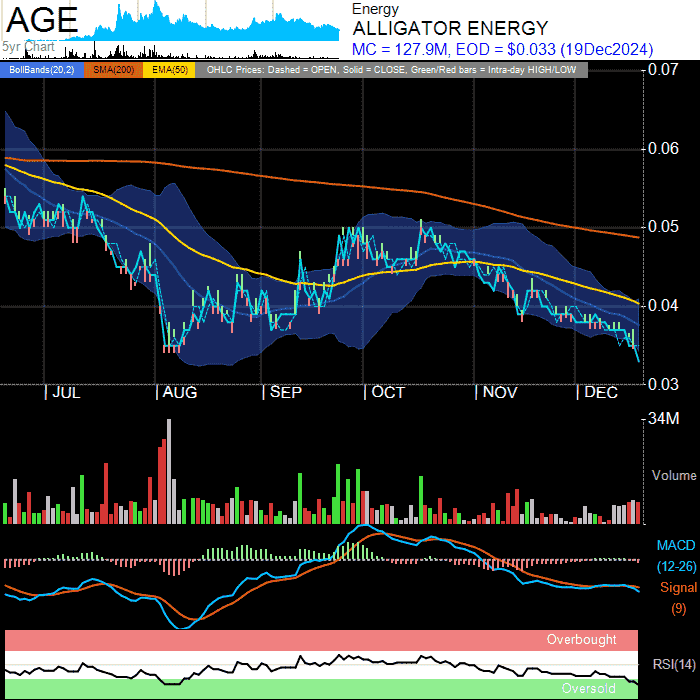 AGE
5yr Chart
Energy
ALLIGATOR ENERGY
MC = 127.9M, EOD = $0.033 (19Dec2024)
BollBands(20,2) SMA(200) EMA(50) OHLC Prices: Dashed = OPEN, Solid = CLOSE, Green/Red bars = Intra-day HIGH/LOW
0.07
0.06
0.05
0.04
0.03
| JUL | AUG | SEP | OCT | NOV | DEC
34M
Volume
MACD
(12-26)
Signal
(9)
Overbought
RSI(14)
Oversold